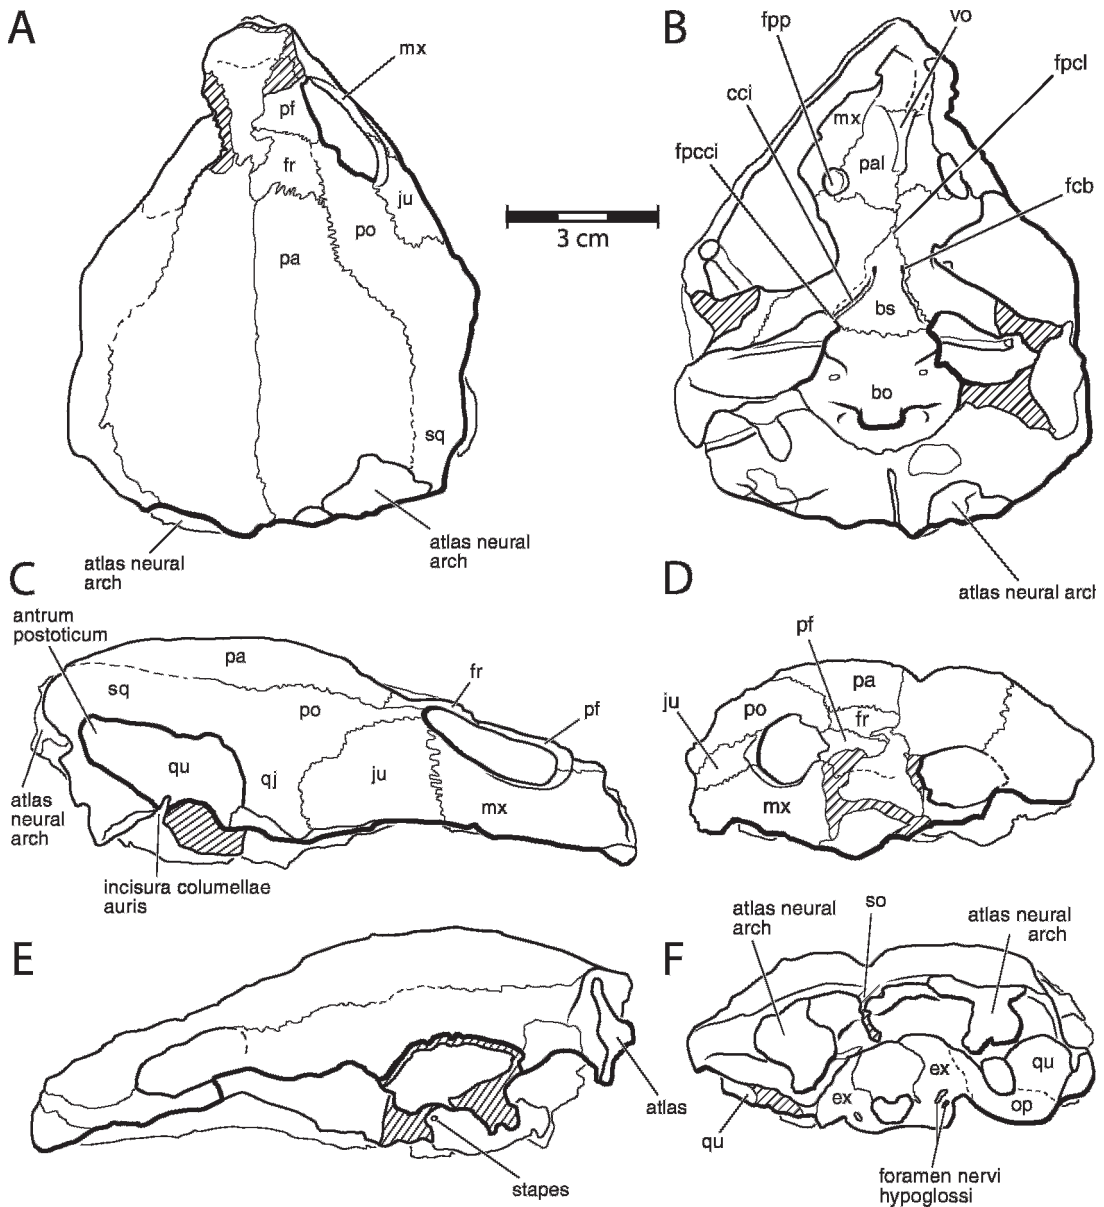 A
mx
pf
fr
ju
po
pa
sq
atlas neural
arch
atlas neural
arch
3 cm
B
fpp
vo
fpcl
cci
mx
fpcci
pal
fcb
bs
bo
atlas neural arch
C
antrum
postoticum
pa
fr
sq
po
pf
qu
qj
ju
mx
atlas
neural
arch
incisura columellae
auris
D
pf
ju
pa
po
fr
mx
E
atlas
stapes
F
atlas neural
arch
so
atlas neural
arch
ex
qu
ex
op
qu
foramen nervi
hypoglossi